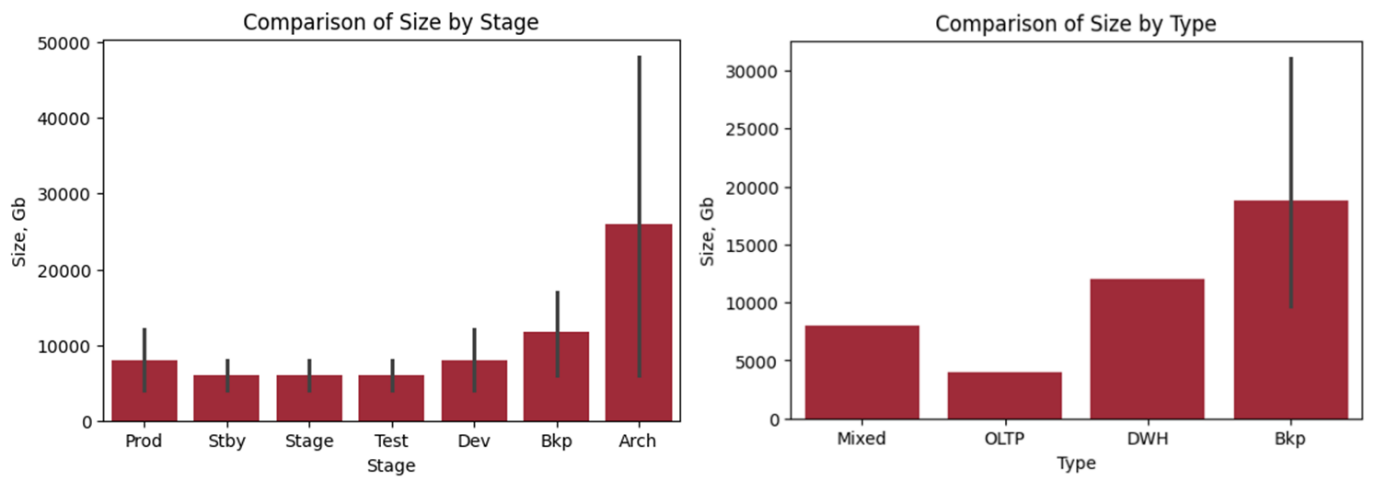 Comparison of Size by Stage
Size, Gb
50000
40000
30000
20000
10000
0
Prod Stby Stage Test Dev Bkp Arch
Stage
Comparison of Size by Type
Size, Gb
30000
25000
20000
15000
10000
5000
0
Mixed OLTP DWH Bkp
Type